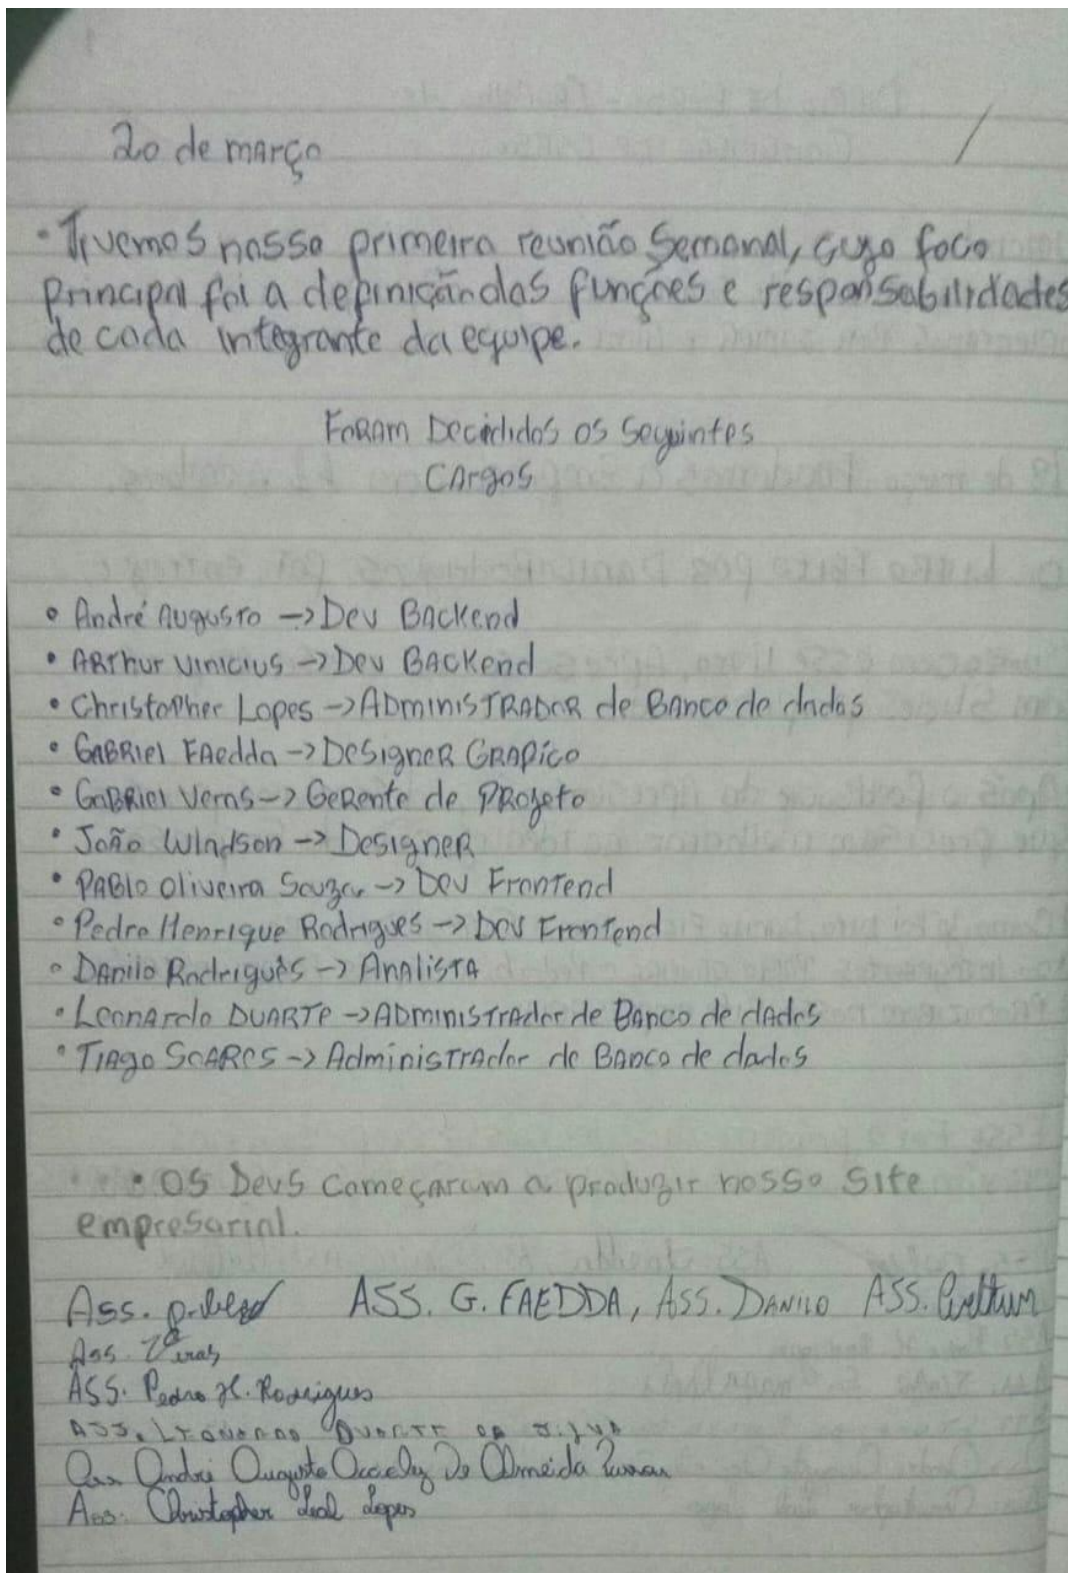 20 de março
• Tivemos nossa primeira reunião Semanal, cujo foco
principal foi a definição das funções e responsabilidades
de cada integrante da equipe.
Foram Decididos os Seguintes
Cargos
• André Augusto -> Dev Backend
• Arthur Vinicius -> Dev Backend
• Christopher Lopes -> Administrador de Banco de dados
• Gabriel Faedda -> Designer Grapico
• Gabriel Veras -> Gerente de Projeto
• João Windson -> Designer
• Pablo Oliveira Souza -> Dev Frontend
• Pedro Henrique Rodrigues -> Dev Frontend
• Danilo Rodrigues -> Analista
• Leonardo Duarte -> Administrador de Banco de dados
• Tiago Soares -> Administrador de Banco de dados
• Os Devs Começaram a produzir nosso Site
empresarial.
Ass. Pablo ASS. G. FAEDDA, Ass. Danilo ASS. Arthur
Ass. Veras
ASS. Pedro H. Rodrigues
ASS. Leonardo Duarte da Silva
Ass André Augusto De Almeida
Ass: Christopher Leal Lopes